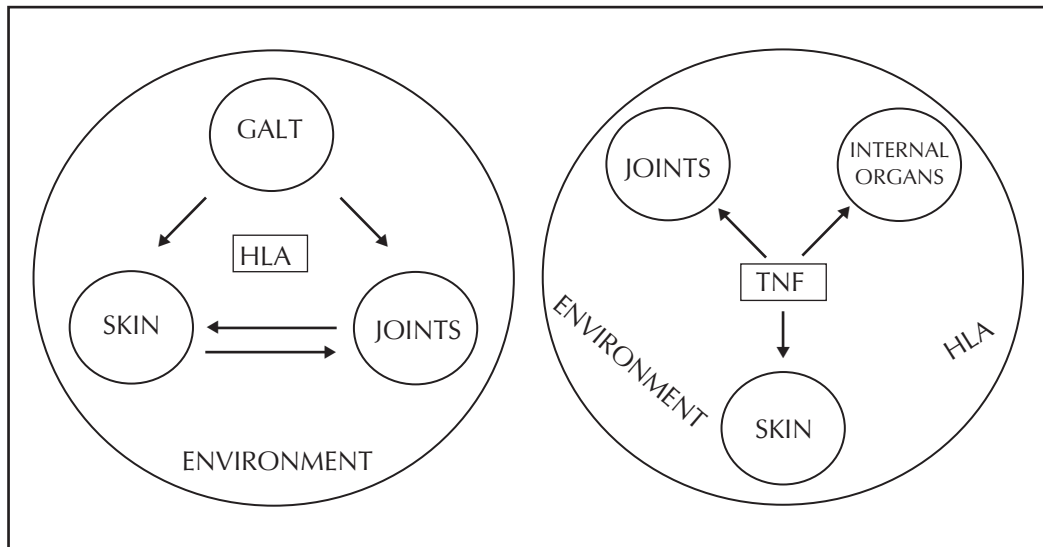 GALT
HLA
SKIN
JOINTS
ENVIRONMENT
JOINTS
INTERNAL
ORGANS
TNF
ENVIRONMENT
HLA
SKIN